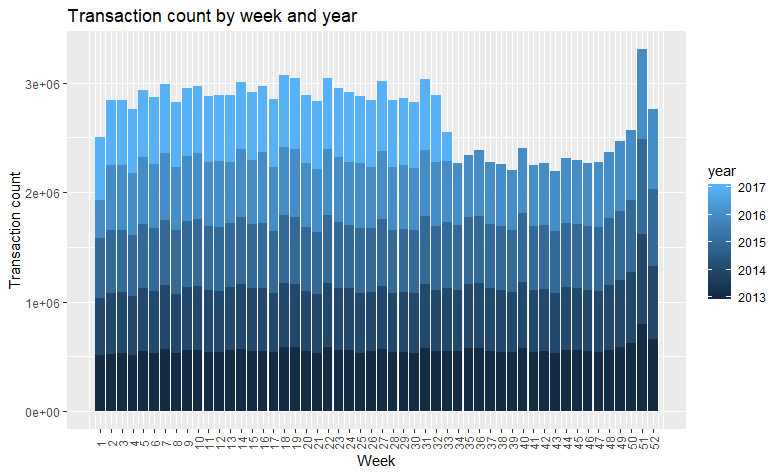 Transaction count by week and year
Transaction count
3e+06
2e+06
1e+06
0e+00
1 2 3 4 5 6 7 8 9 10 11 12 13 14 15 16 17 18 19 20 21 22 23 24 25 26 27 28 29 30 31 32 33 34 35 36 37 38 39 40 41 42 43 44 45 46 47 48 49 50 51 52
Week
year
2017
2016
2015
2014
2013